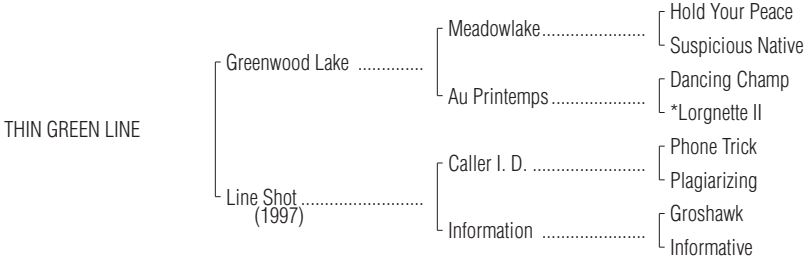 Hold Your Peace
Meadowlake......................
Suspicious Native
Greenwood Lake ..............
Dancing Champ
Au Printemps....................
*Lorgnette II
THIN GREEN LINE
Phone Trick
Caller I. D. ........................
Plagiarizing
Line Shot..........................
(1997)
Groshawk
Information ......................
Informative